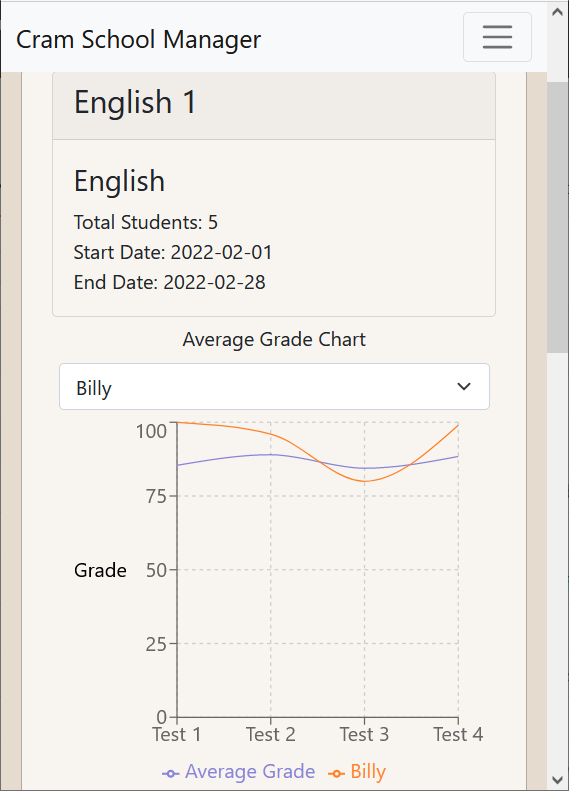 Cram School Manager
English 1
English
Total Students: 5
Start Date: 2022-02-01
End Date: 2022-02-28
Average Grade Chart
Billy
100
75
Grade
50
25
0
Test 1 Test 2 Test 3 Test 4
Average Grade Billy